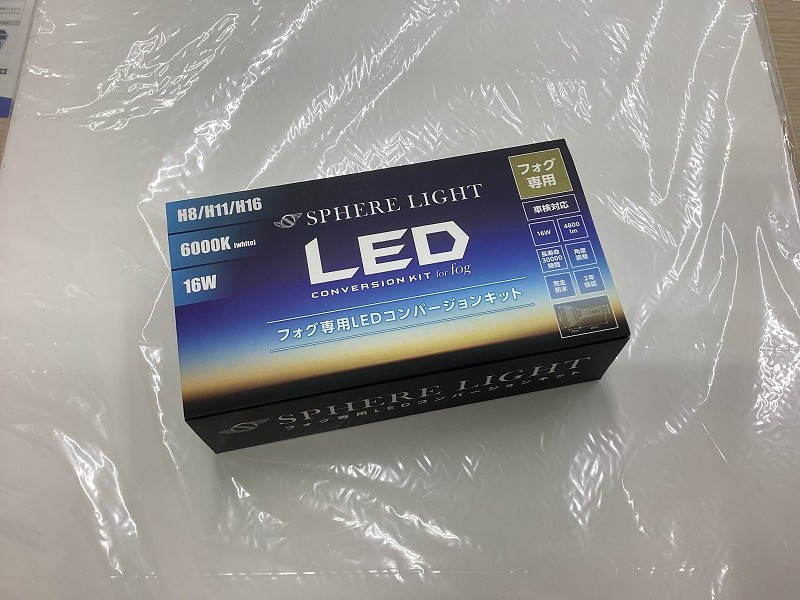 H8/H11/H16
6000K (white)
16W
SPHERE LIGHT
LED
CONVERSION KIT for fog
フォグ専用LEDコンバージョンキット
フォグ
専用
車検対応
16W
4800
lm
長寿命
30000
時間
角度
調整
完全
防水
2年
保証
SPHERE LIGHT
フォグ専用LEDコンバージョンキット